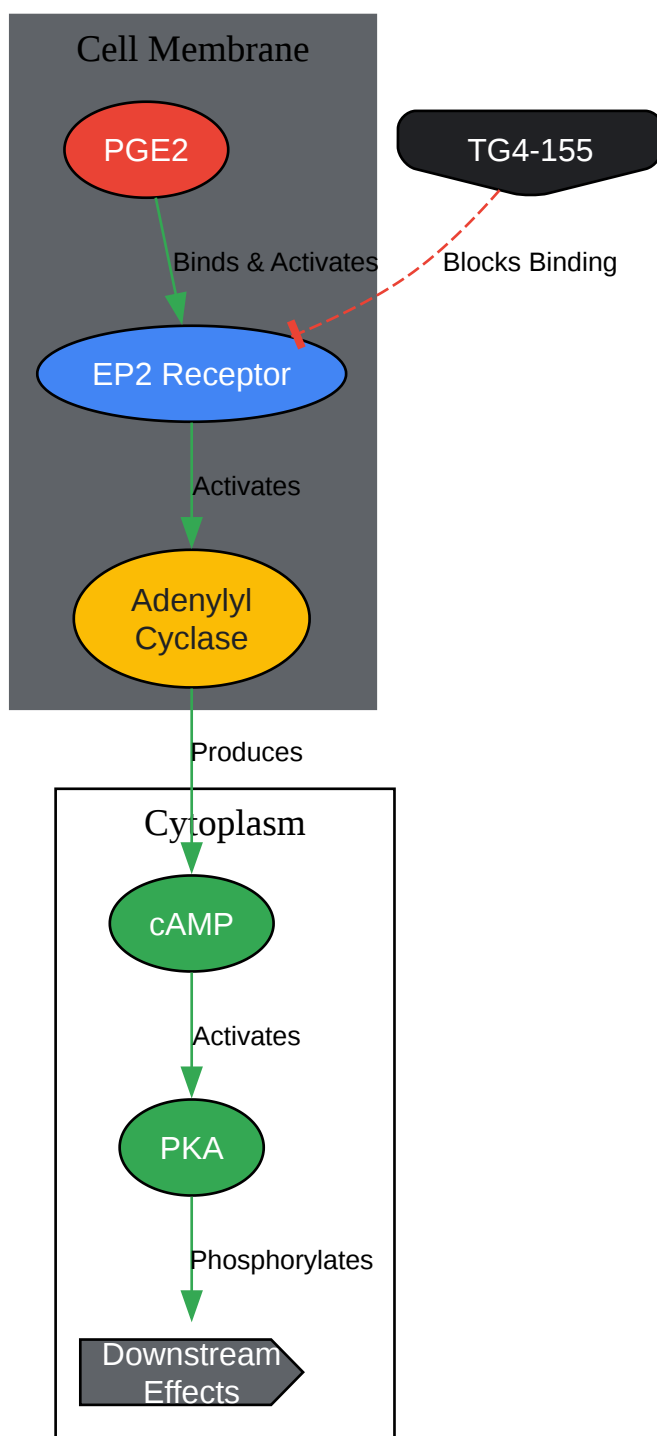 Cell Membrane
PGE2
TG4-155
Binds & Activates
Blocks Binding
EP2 Receptor
Activates
Adenylyl
Cyclase
Produces
Cytoplasm
cAMP
Activates
PKA
Phosphorylates
Downstream
Effects